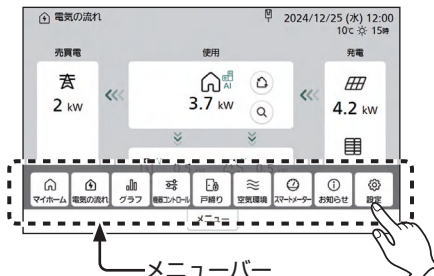 電気の流れ 2024/12/25 (水) 12:00
10℃ 15時
売買電 使用 発電
AI
2 kW 3.7 kW 4.2 kW
マイホーム 電気の流れ グラフ 機器コントロール 戸締り 空気環境 スマートメーター お知らせ 設定
メニュー
メニューバー